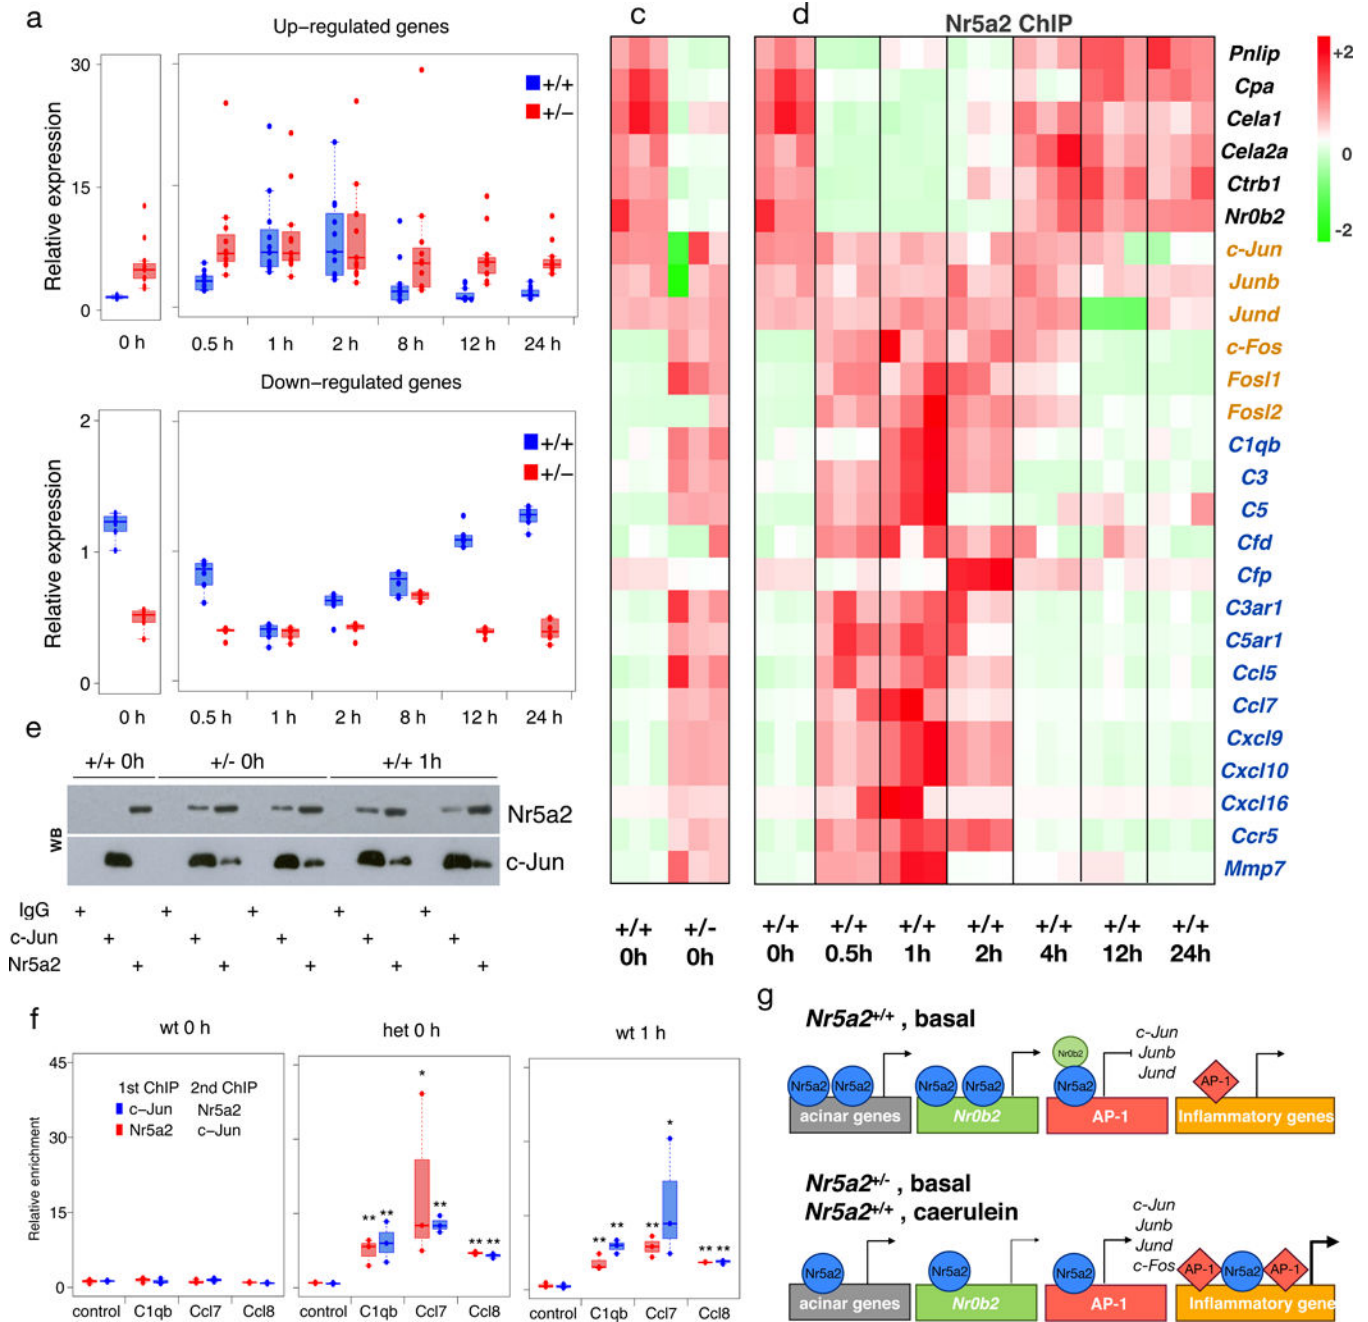 a
Up-regulated genes
Relative expression
30
15
0
+/+
+/−
0 h
0.5 h
1 h
2 h
8 h
12 h
24 h
Down-regulated genes
Relative expression
2
1
0
+/+
+/−
0 h
0.5 h
1 h
2 h
8 h
12 h
24 h
c
+/+
0h
+/-
0h
d
Nr5a2 ChIP
Pnlip
Cpa
Cela1
Cela2a
Ctrb1
Nr0b2
c-Jun
Junb
Jund
c-Fos
Fosl1
Fosl2
C1qb
C3
C5
Cfd
Cfp
C3ar1
C5ar1
Ccl5
Ccl7
Cxcl9
Cxcl10
Cxcl16
Ccr5
Mmp7
+2
0
-2
+/+ +/+ +/+ +/+ +/+ +/+ +/+
0h 0.5h 1h 2h 4h 12h 24h
e
+/+ 0h
+/- 0h
+/+ 1h
WB
Nr5a2
c-Jun
IgG + + + + +
c-Jun + + + + +
Nr5a2 + + + + +
f
wt 0 h
het 0 h
wt 1 h
Relative enrichment
45
30
15
0
1st ChIP 2nd ChIP
c-Jun Nr5a2
Nr5a2 c-Jun
control C1qb Ccl7 Ccl8
** ** * ** ** **
control C1qb Ccl7 Ccl8
** ** ** * ** **
control C1qb Ccl7 Ccl8
g
Nr5a2+/+ , basal
Nr5a2 Nr5a2
acinar genes
Nr5a2 Nr5a2
Nr0b2
Nr0b2
Nr5a2
AP-1
c-Jun
Junb
Jund
AP-1
Inflammatory genes
Nr5a2+/- , basal
Nr5a2+/+ , caerulein
Nr5a2
acinar genes
Nr5a2
Nr0b2
Nr5a2
AP-1
c-Jun
Junb
Jund
c-Fos
AP-1 Nr5a2 AP-1
Inflammatory gene